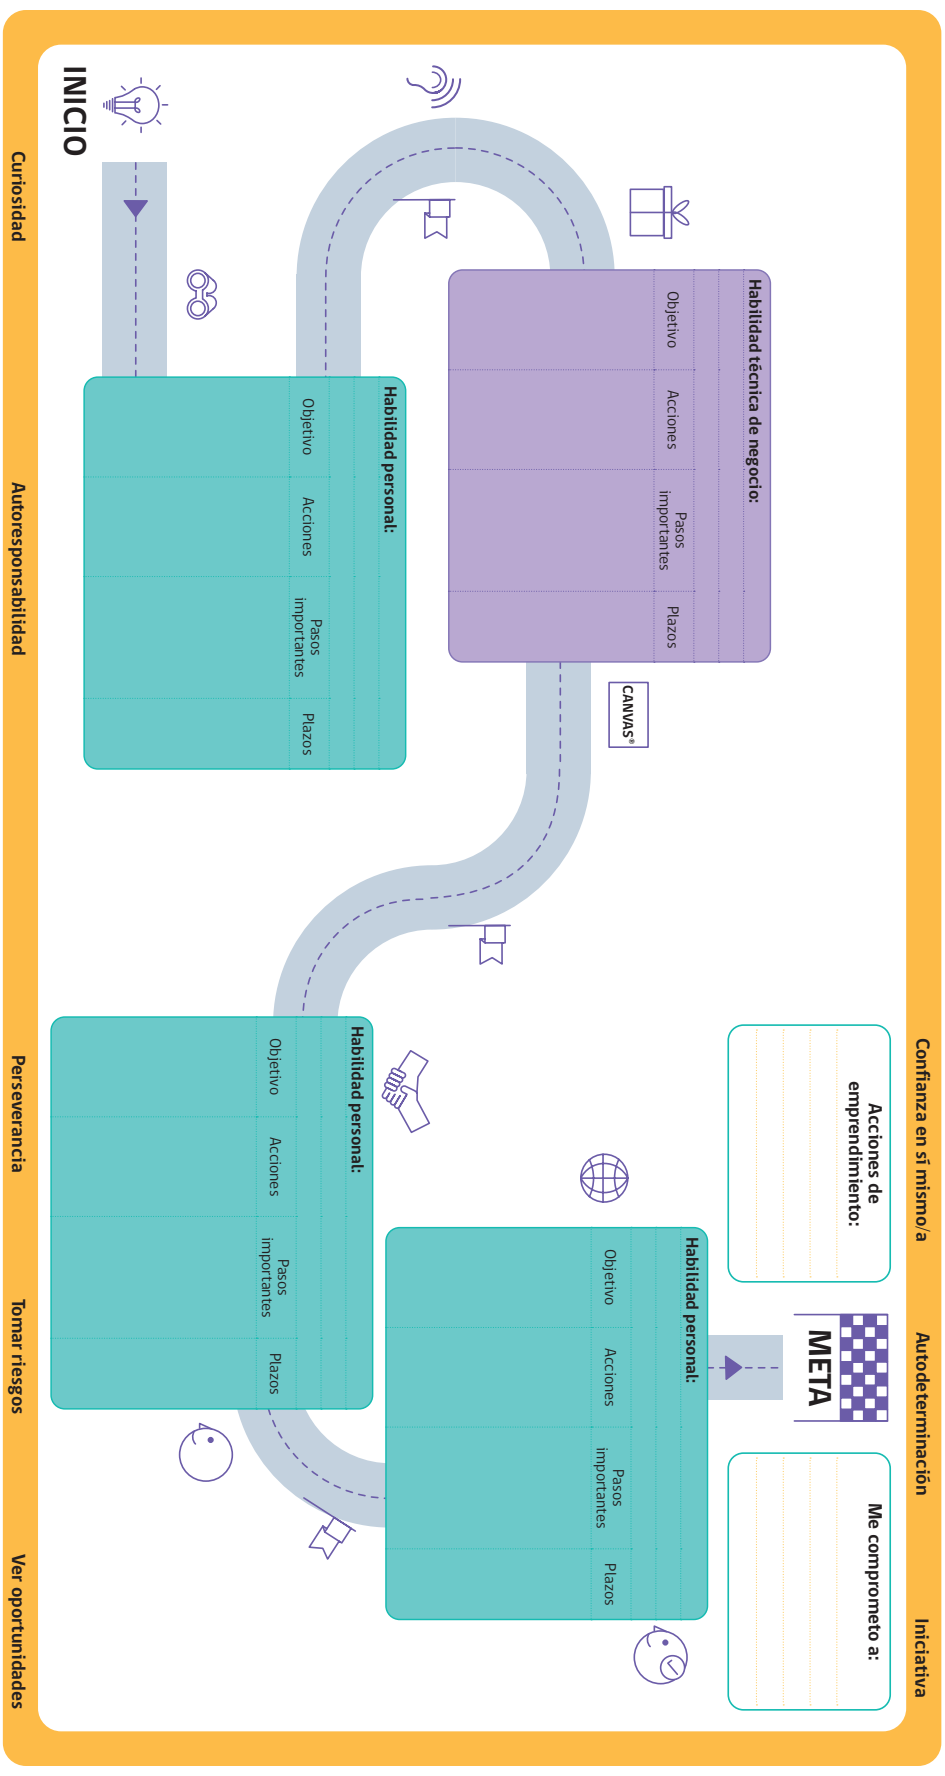 Confianza en sí mismo/a
Autodeterminación
Iniciativa
Acciones de
emprendimiento:
META
Me comprometo a:
Habilidad técnica de negocio:
Objetivo
Acciones
Pasos
importantes
Plazos
CANVAS®
Habilidad personal:
Objetivo
Acciones
Pasos
importantes
Plazos
Habilidad personal:
Objetivo
Acciones
Pasos
importantes
Plazos
Habilidad personal:
Objetivo
Acciones
Pasos
importantes
Plazos
INICIO
Curiosidad
Autoresponsabilidad
Perseverancia
Tomar riesgos
Ver oportunidades